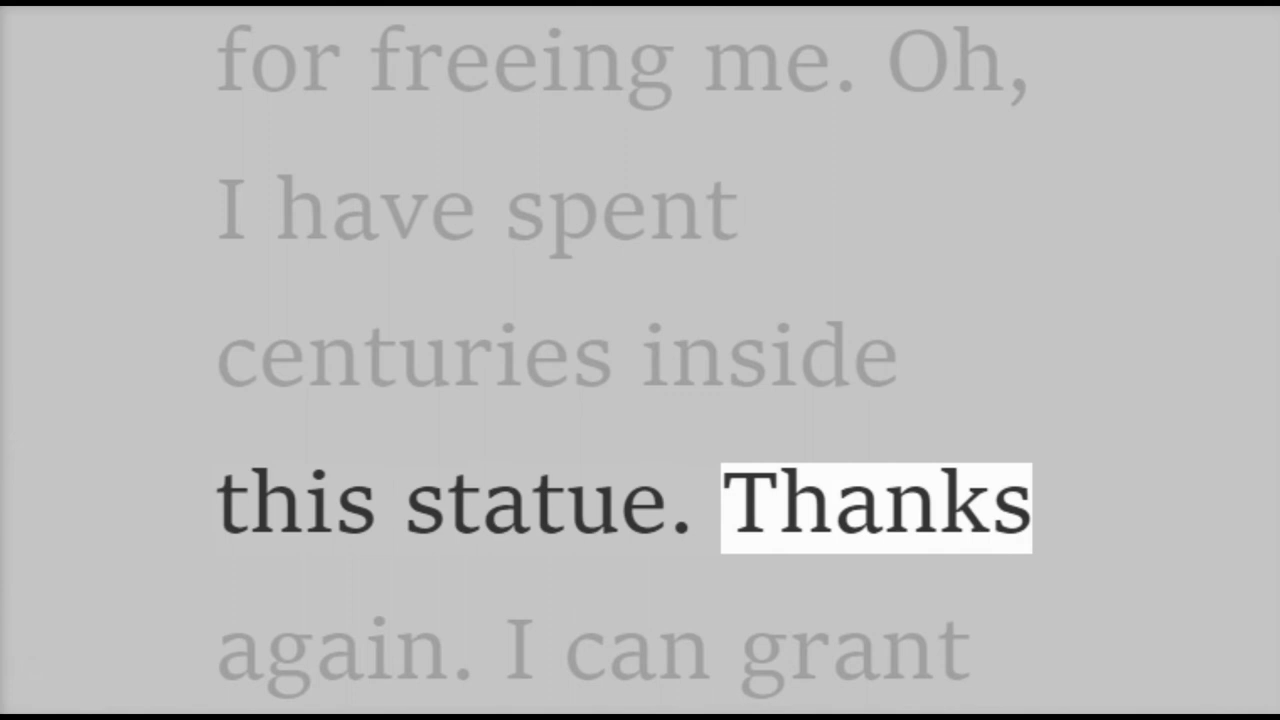 for freeing me. Oh,
I have spent
centuries inside
this statue. Thanks
again. I can grant